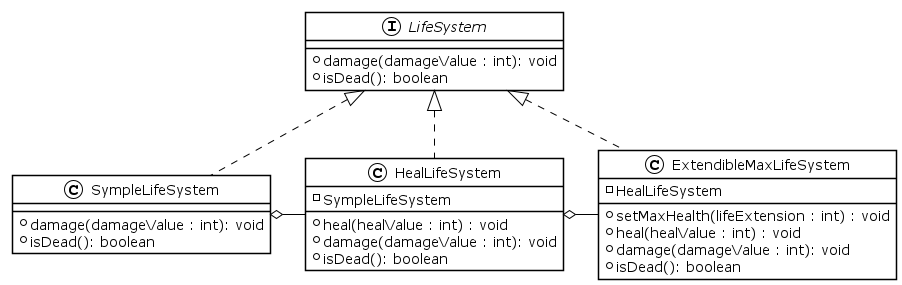 I LifeSystem
damage(damageValue : int): void
isDead(): boolean
C SympleLifeSystem
damage(damageValue : int): void
isDead(): boolean
C HealLifeSystem
SympleLifeSystem
heal(healValue : int) : void
damage(damageValue : int): void
isDead(): boolean
C ExtendibleMaxLifeSystem
HealLifeSystem
setMaxHealth(lifeExtension : int) : void
heal(healValue : int) : void
damage(damageValue : int): void
isDead(): boolean